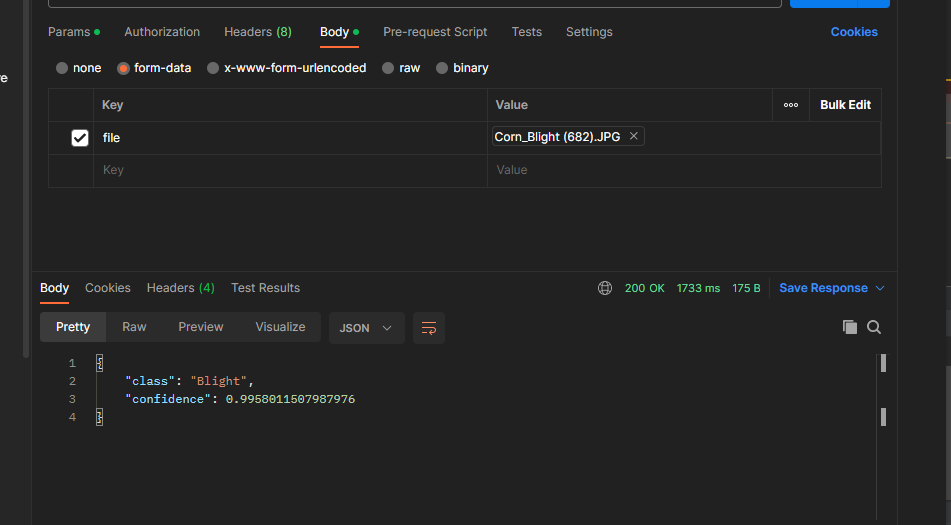 Params Authorization Headers (8) Body Pre-request Script Tests Settings Cookies
none form-data x-www-form-urlencoded raw binary
Key Value Bulk Edit
file Corn_Blight (682).JPG
Key Value
Body Cookies Headers (4) Test Results 200 OK 1733 ms 175 B Save Response
Pretty Raw Preview Visualize JSON
1 {
2 "class": "Blight",
3 "confidence": 0.9958011507987976
4 }